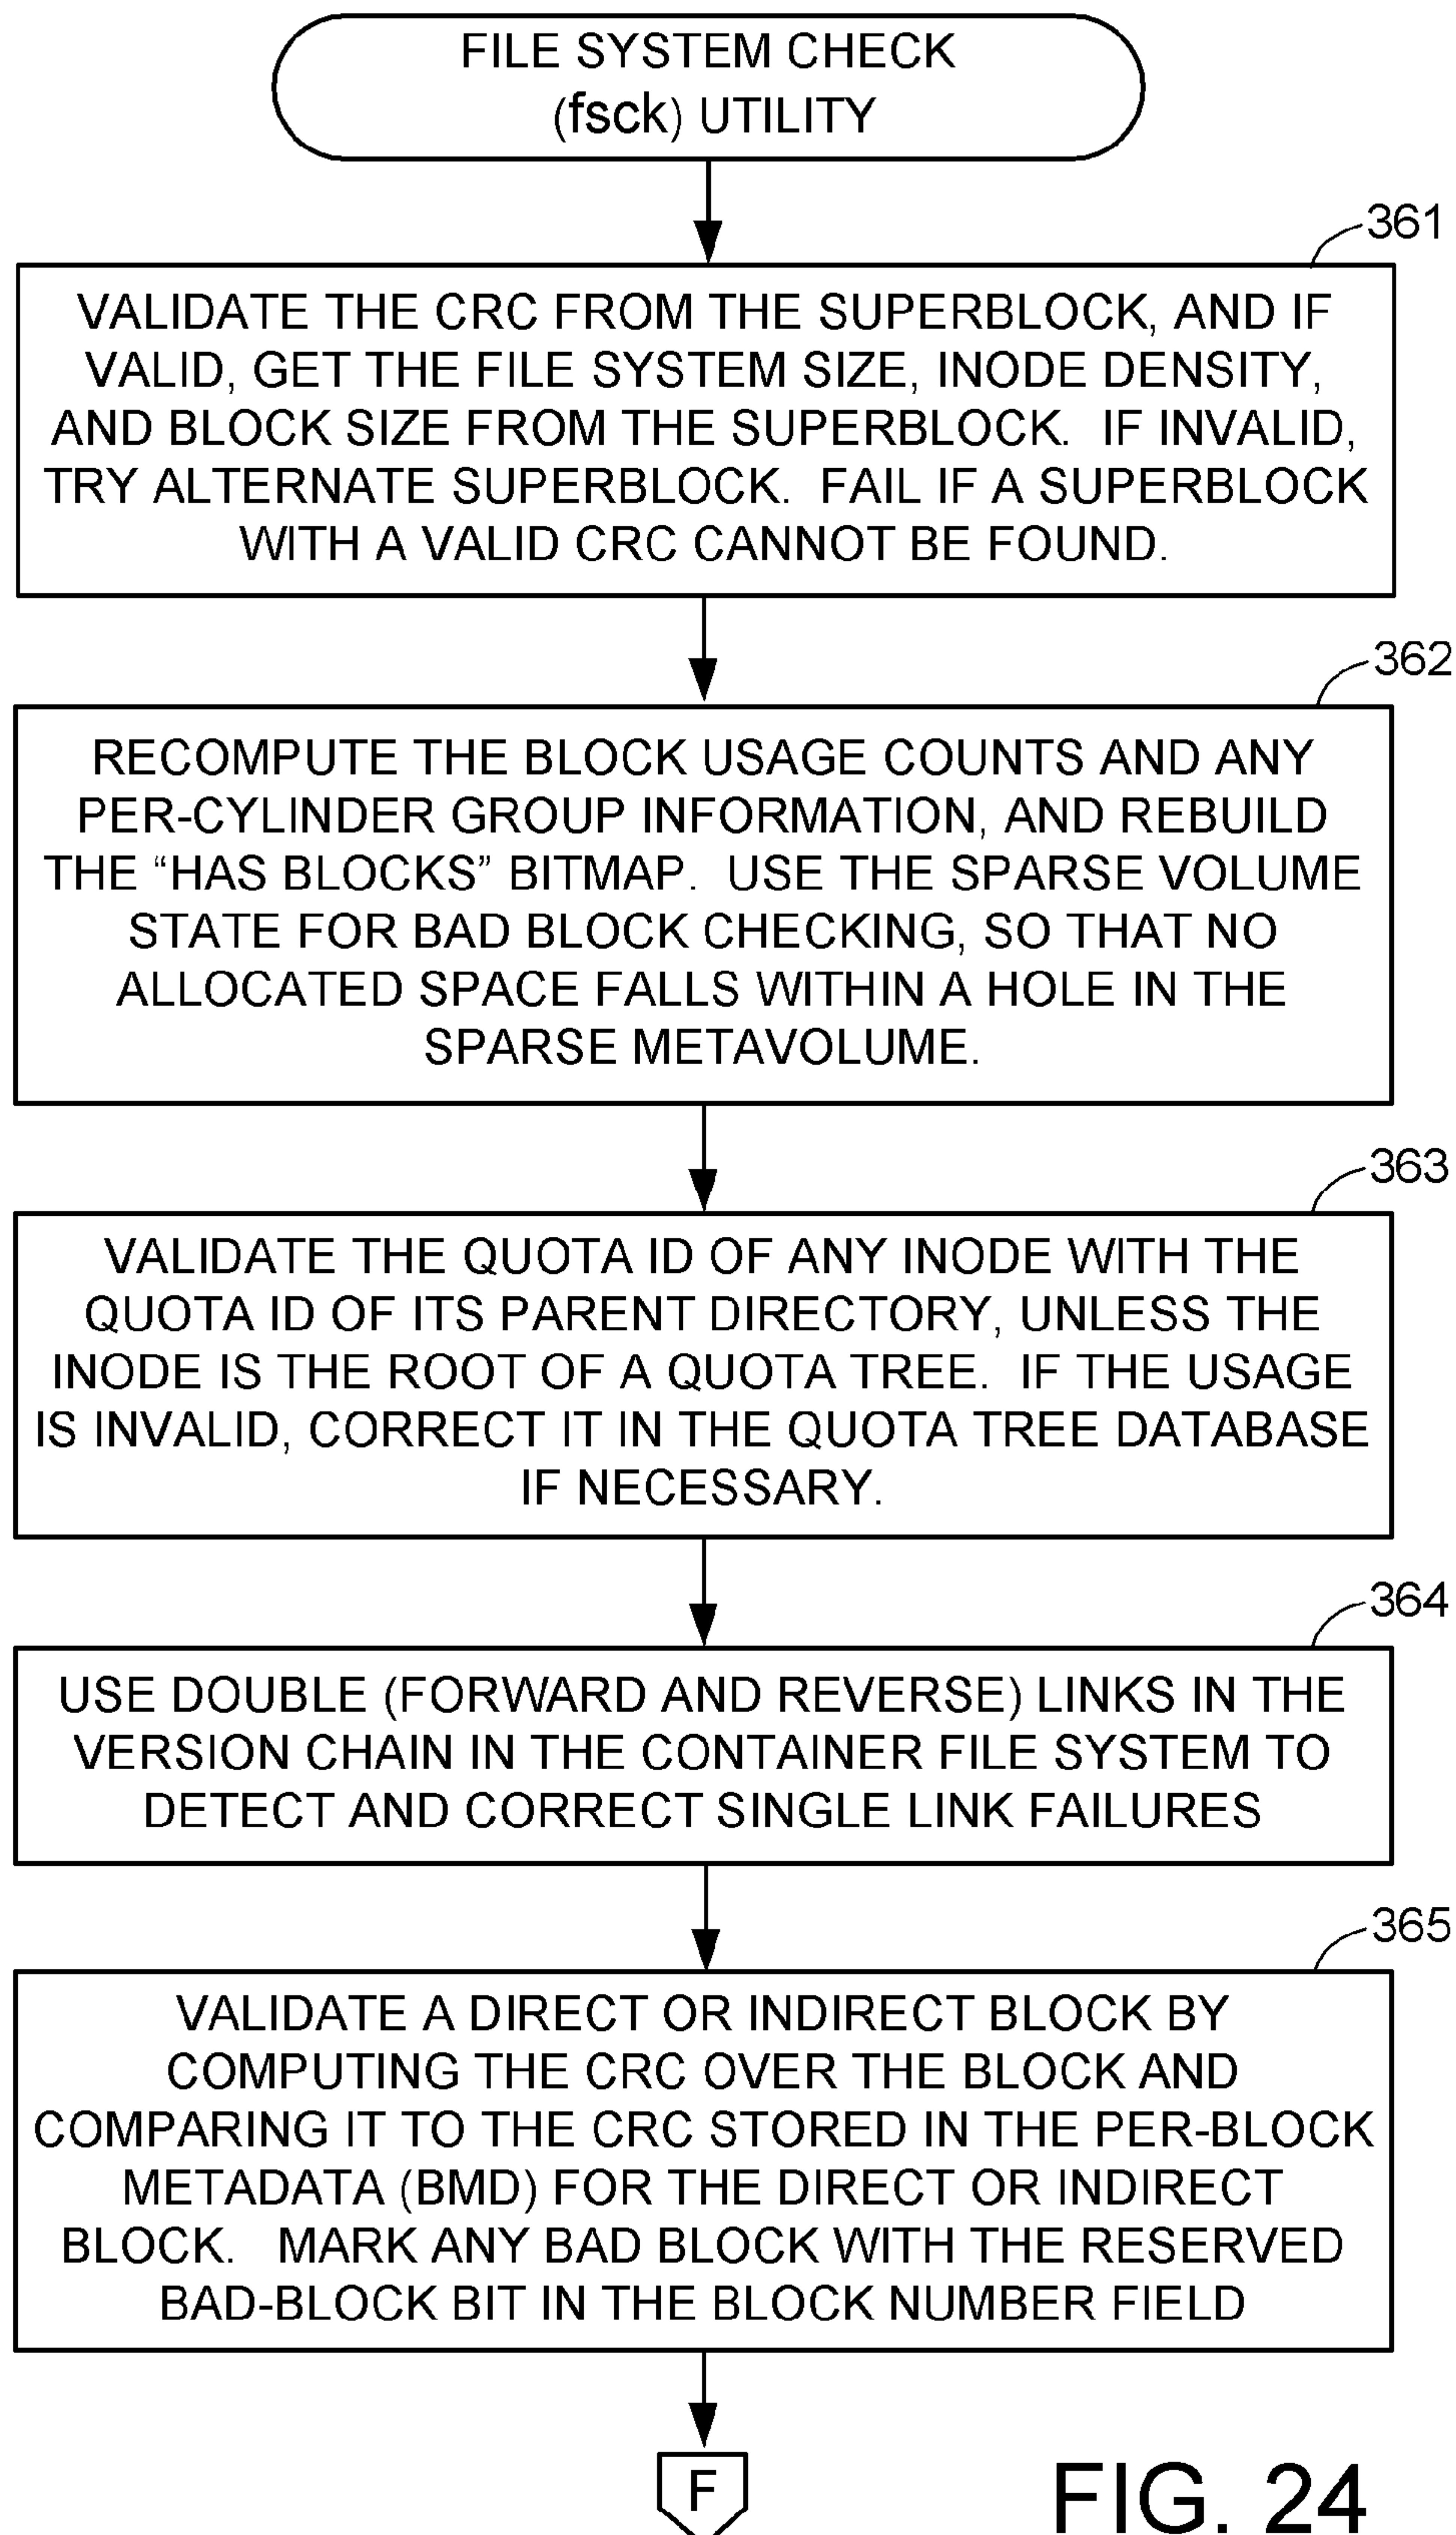 FILE SYSTEM CHECK
(fsck) UTILITY
361
VALIDATE THE CRC FROM THE SUPERBLOCK, AND IF
VALID, GET THE FILE SYSTEM SIZE, INODE DENSITY,
AND BLOCK SIZE FROM THE SUPERBLOCK. IF INVALID,
TRY ALTERNATE SUPERBLOCK. FAIL IF A SUPERBLOCK
WITH A VALID CRC CANNOT BE FOUND.
362
RECOMPUTE THE BLOCK USAGE COUNTS AND ANY
PER-CYLINDER GROUP INFORMATION, AND REBUILD
THE “HAS BLOCKS” BITMAP. USE THE SPARSE VOLUME
STATE FOR BAD BLOCK CHECKING, SO THAT NO
ALLOCATED SPACE FALLS WITHIN A HOLE IN THE
SPARSE METAVOLUME.
363
VALIDATE THE QUOTA ID OF ANY INODE WITH THE
QUOTA ID OF ITS PARENT DIRECTORY, UNLESS THE
INODE IS THE ROOT OF A QUOTA TREE. IF THE USAGE
IS INVALID, CORRECT IT IN THE QUOTA TREE DATABASE
IF NECESSARY.
364
USE DOUBLE (FORWARD AND REVERSE) LINKS IN THE
VERSION CHAIN IN THE CONTAINER FILE SYSTEM TO
DETECT AND CORRECT SINGLE LINK FAILURES
365
VALIDATE A DIRECT OR INDIRECT BLOCK BY
COMPUTING THE CRC OVER THE BLOCK AND
COMPARING IT TO THE CRC STORED IN THE PER-BLOCK
METADATA (BMD) FOR THE DIRECT OR INDIRECT
BLOCK. MARK ANY BAD BLOCK WITH THE RESERVED
BAD-BLOCK BIT IN THE BLOCK NUMBER FIELD
F
FIG. 24